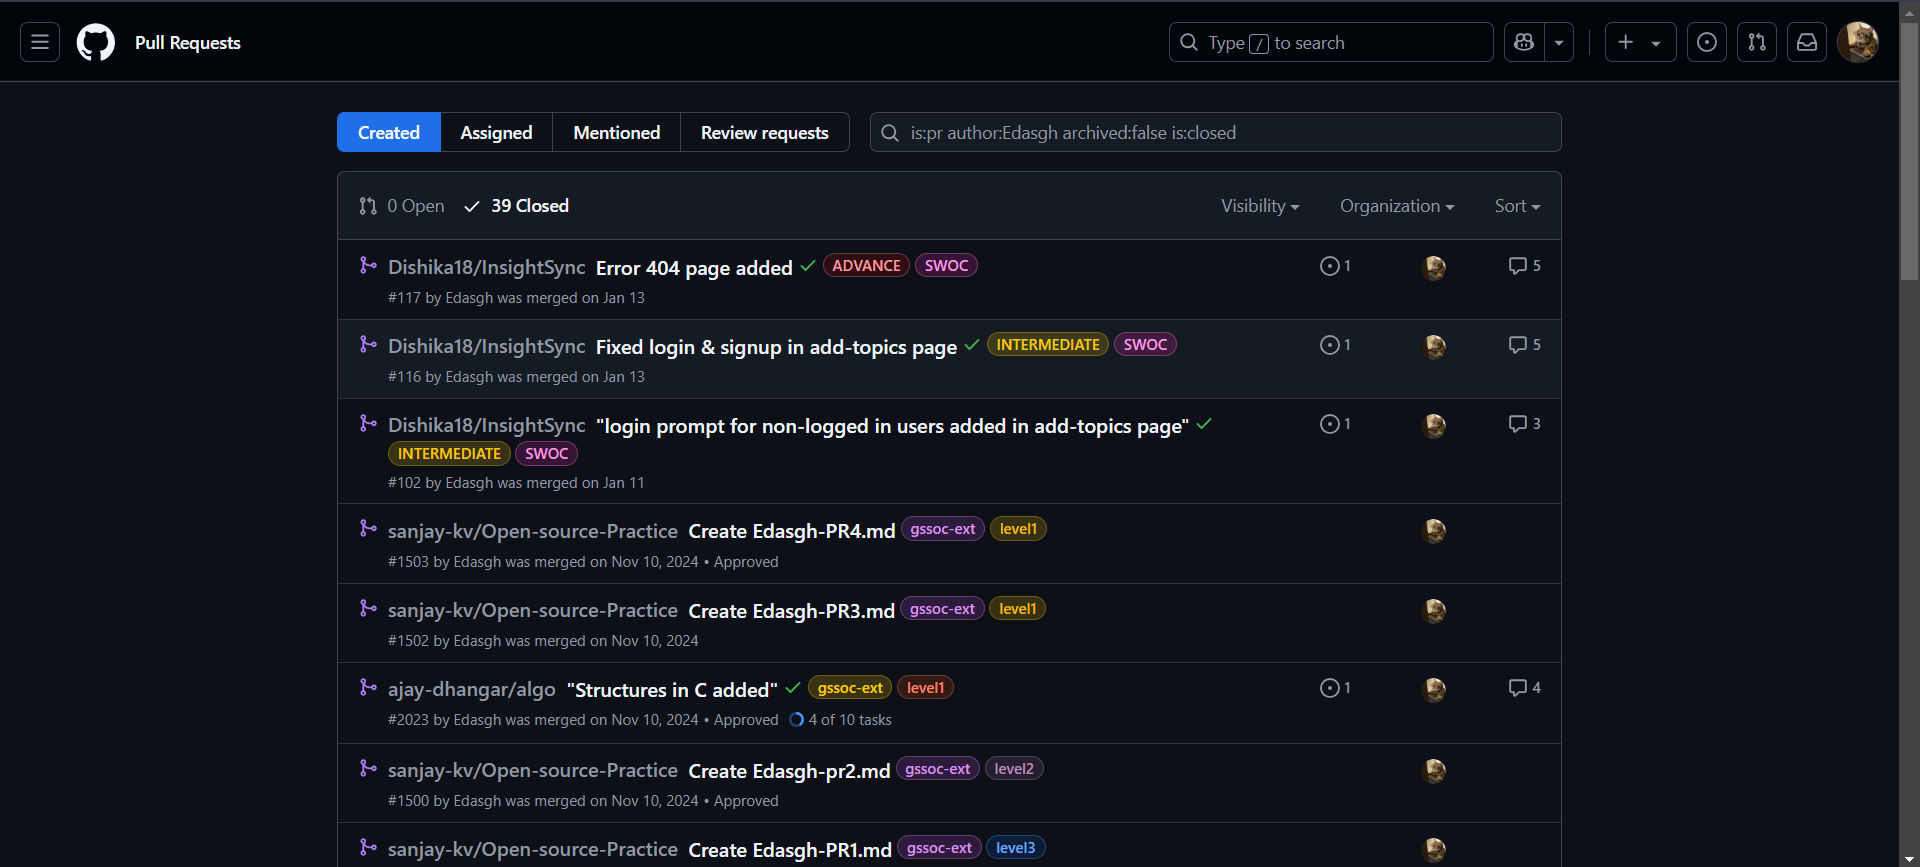 Pull Requests
Type / to search
Created Assigned Mentioned Review requests
is:pr author:Edasgh archived:false is:closed
0 Open 39 Closed Visibility Organization Sort
Dishika18/InsightSync Error 404 page added ADVANCE SWOC 1 5
#117 by Edasgh was merged on Jan 13
Dishika18/InsightSync Fixed login & signup in add-topics page INTERMEDIATE SWOC 1 5
#116 by Edasgh was merged on Jan 13
Dishika18/InsightSync "login prompt for non-logged in users added in add-topics page" 1 3
INTERMEDIATE SWOC
#102 by Edasgh was merged on Jan 11
sanjay-kv/Open-source-Practice Create Edasgh-PR4.md gssoc-ext level1
#1503 by Edasgh was merged on Nov 10, 2024 • Approved
sanjay-kv/Open-source-Practice Create Edasgh-PR3.md gssoc-ext level1
#1502 by Edasgh was merged on Nov 10, 2024
ajay-dhangar/algo "Structures in C added" gssoc-ext level1 1 4
#2023 by Edasgh was merged on Nov 10, 2024 • Approved 4 of 10 tasks
sanjay-kv/Open-source-Practice Create Edasgh-pr2.md gssoc-ext level2
#1500 by Edasgh was merged on Nov 10, 2024 • Approved
sanjay-kv/Open-source-Practice Create Edasgh-PR1.md gssoc-ext level3